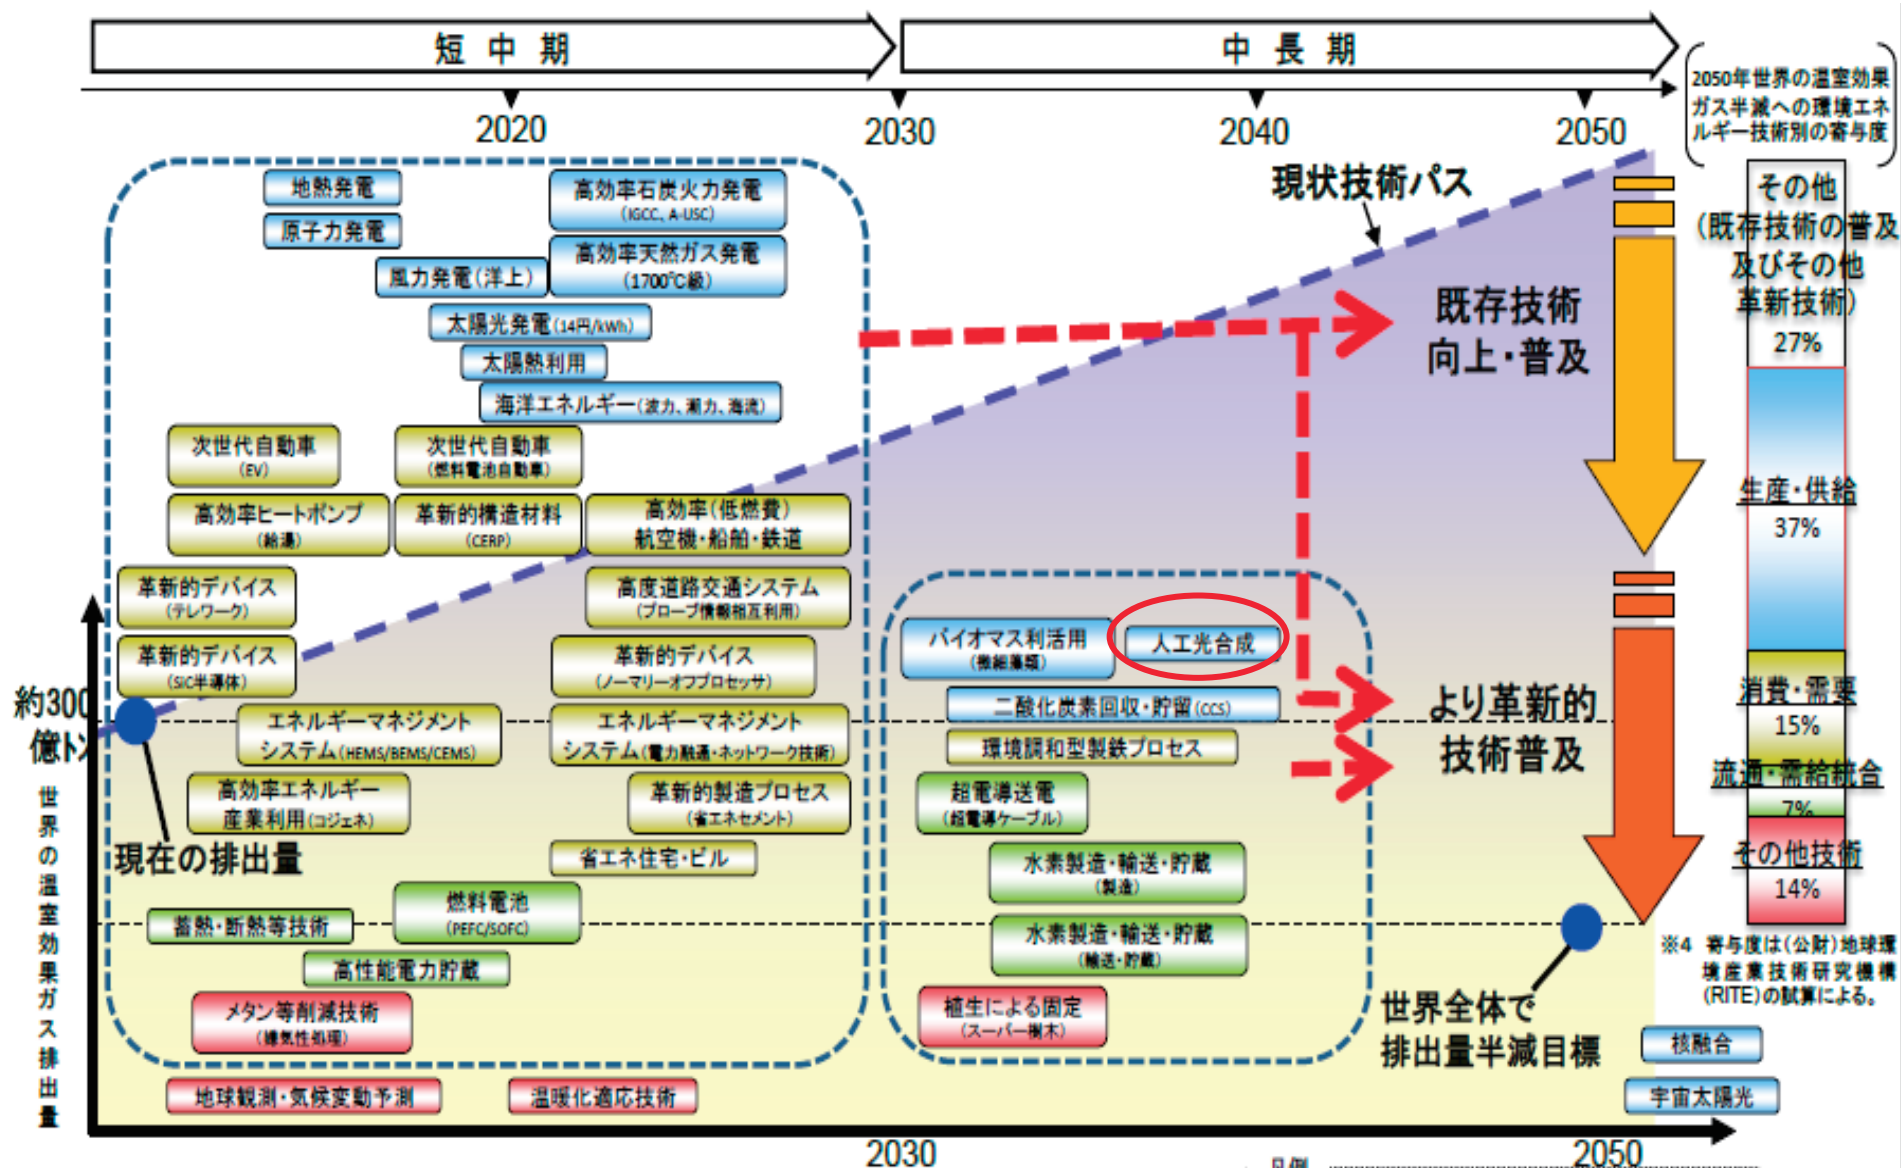 短中期
中長期
2020
2030
2040
2050
2050年世界の温室効果
ガス半減への環境エネ
ルギー技術別の寄与度
現状技術パス
地熱発電
原子力発電
風力発電(洋上)
高効率石炭火力発電
(IGCC、A-USC)
高効率天然ガス発電
(1700℃級)
太陽光発電(14円/kWh)
太陽熱利用
海洋エネルギー(波力、潮力、海流)
次世代自動車
(EV)
次世代自動車
(燃料電池自動車)
高効率ヒートポンプ
(給湯)
革新的構造材料
(CERP)
高効率(低燃費)
航空機・船舶・鉄道
革新的デバイス
(テレワーク)
高度道路交通システム
(プローブ情報相互利用)
革新的デバイス
(SiC半導体)
革新的デバイス
(ノーマリーオフプロセッサ)
エネルギーマネジメント
システム(HEMS/BEMS/CEMS)
エネルギーマネジメント
システム(電力融通・ネットワーク技術)
高効率エネルギー
産業利用(コジェネ)
革新的製造プロセス
(省エネセメント)
省エネ住宅・ビル
蓄熱・断熱等技術
燃料電池
(PEFC/SOFC)
高性能電力貯蔵
メタン等削減技術
(嫌気性処理)
地球観測・気候変動予測
温暖化適応技術
約300
億トン
世界の温室効果ガス排出量
現在の排出量
バイオマス利活用
(微細藻類)
人工光合成
二酸化炭素回収・貯留(CCS)
環境調和型製鉄プロセス
超電導送電
(超電導ケーブル)
水素製造・輸送・貯蔵
(製造)
水素製造・輸送・貯蔵
(輸送・貯蔵)
植生による固定
(スーパー樹木)
既存技術
向上・普及
より革新的
技術普及
世界全体で
排出量半減目標
その他
(既存技術の普及
及びその他
革新技術)
27%
生産・供給
37%
消費・需要
15%
流通・需給統合
7%
その他技術
14%
※4 寄与度は(公財)地球環
境産業技術研究機構
(RITE)の試算による。
核融合
宇宙太陽光
2030
2050
凡例